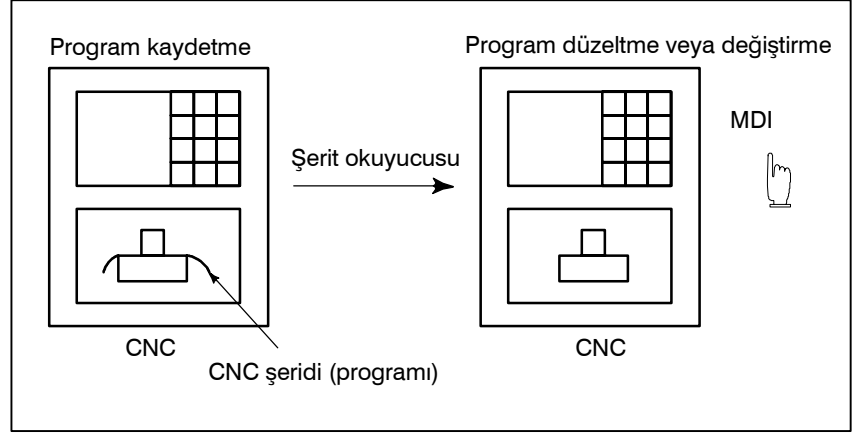 Program kaydetme
Program düzeltme veya değiştirme
MDI
Şerit okuyucusu
CNC
CNC
CNC şeridi (programı)